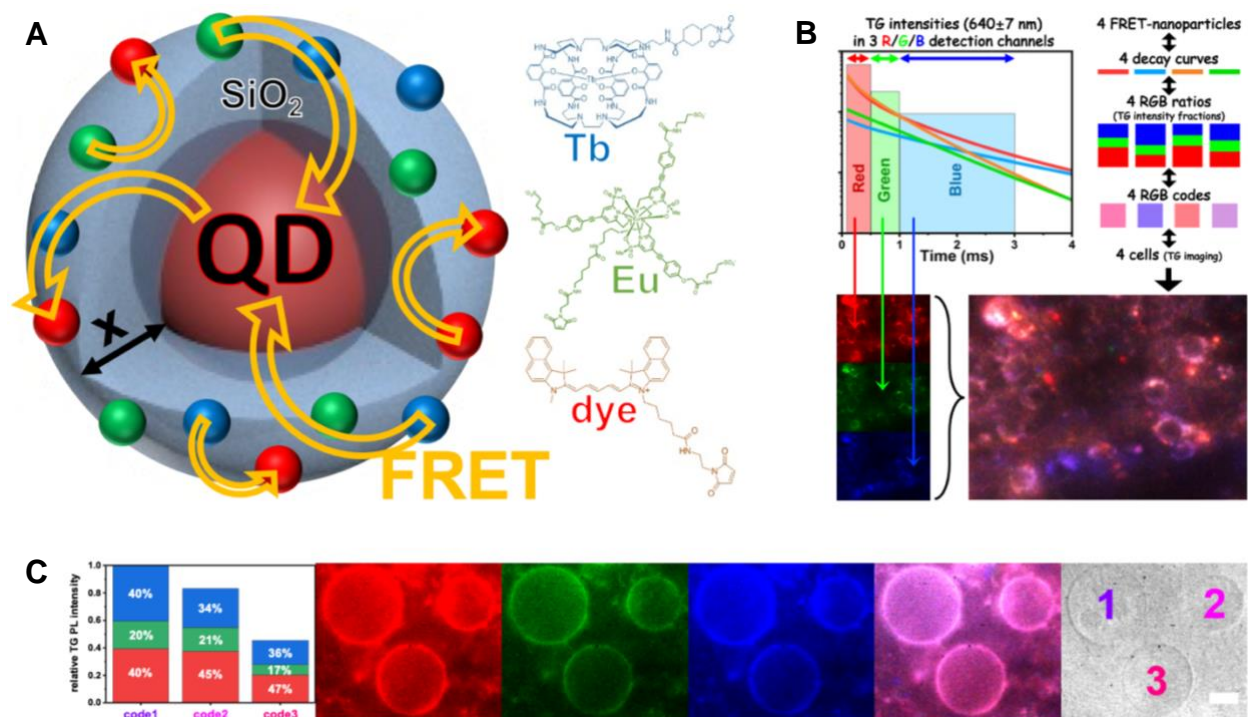 A
SiO2
QD
X
FRET
Tb
Eu
dye
B
TG intensities (640±7 nm)
in 3 R/G/B detection channels
Red
Green
Blue
0
1
2
3
4
Time (ms)
4 FRET-nanoparticles
4 decay curves
4 RGB ratios
(TG intensity fractions)
4 RGB codes
4 cells (TG imaging)
C
relative TG PL intensity
1.0
0.8
0.6
0.4
0.2
0.0
40%
20%
40%
34%
21%
45%
36%
17%
47%
code1
code2
code3
1
2
3